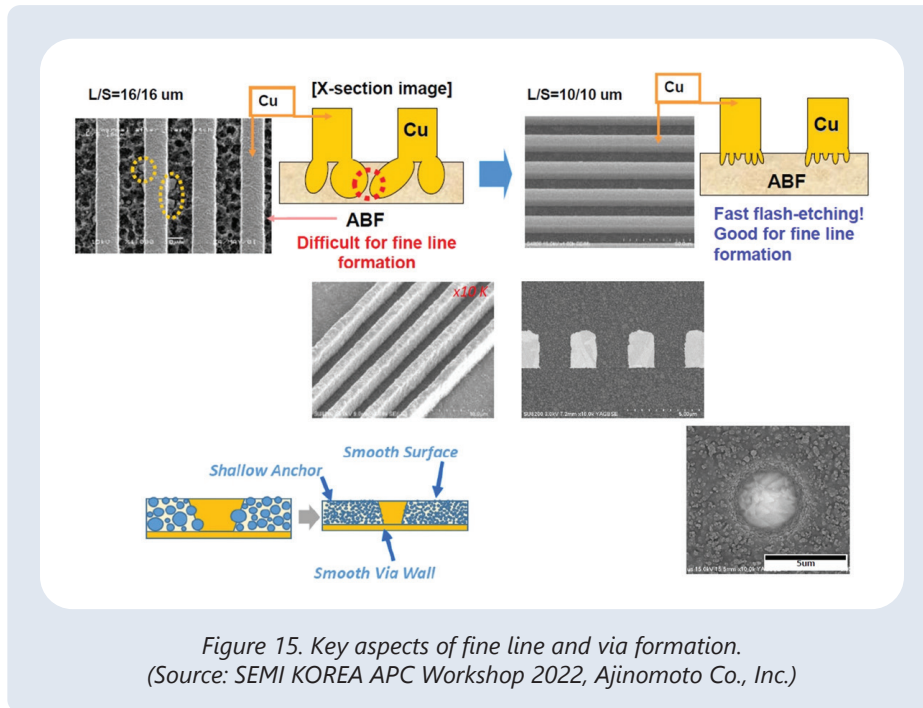 L/S=16/16 um
Cu
[X-section image]
Cu
ABF
Difficult for fine line
formation
L/S=10/10 um
Cu
Cu
ABF
Fast flash-etching!
Good for fine line
formation
x10 K
Shallow Anchor
Smooth Surface
Smooth Via Wall
5um
Figure 15. Key aspects of fine line and via formation.
(Source: SEMI KOREA APC Workshop 2022, Ajinomoto Co., Inc.)